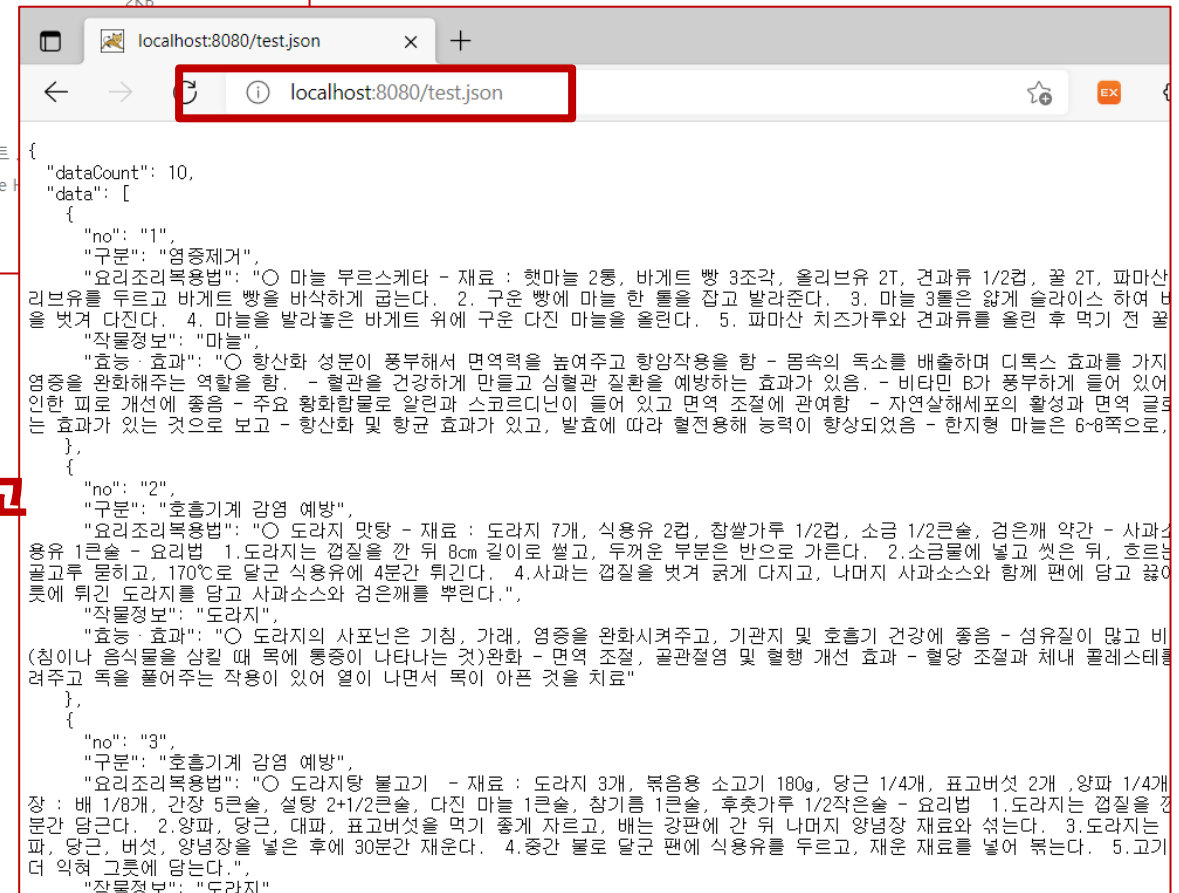 2KB
localhost:8080/test.json
localhost:8080/test.json
EX
{
"dataCount": 10,
"data": [
{
"no": "1",
"구분": "염증제거",
"요리조리복용법": "○ 마늘 부르스케타 - 재료 : 햇마늘 2통, 바게트 빵 3조각, 올리브유 2T, 견과류 1/2컵, 꿀 2T, 파마산
리브유를 두르고 바게트 빵을 바삭하게 굽는다. 2. 구운 빵에 마늘 한 톨을 잡고 발라준다. 3. 마늘 3통은 얇게 슬라이스 하여
을 벗겨 다진다. 4. 마늘을 발라놓은 바게트 위에 구운 다진 마늘을 올린다. 5. 파마산 치즈가루와 견과류를 올린 후 먹기 전 꿀
"작물정보": "마늘",
"효능·효과": "○ 항산화 성분이 풍부해서 면역력을 높여주고 항암작용을 함 - 몸속의 독소를 배출하며 디톡스 효과를 가지
염증을 완화해주는 역할을 함. - 혈관을 건강하게 만들고 심혈관 질환을 예방하는 효과가 있음. - 비타민 B가 풍부하게 들어 있어
인한 피로 개선에 좋음 - 주요 황화합물로 알린과 스코르디닌이 들어 있고 면역 조절에 관여함 - 자연살해세포의 활성과 면역 글로
는 효과가 있는 것으로 보고 - 항산화 및 항균 효과가 있고, 발효에 따라 혈전용해 능력이 향상되었음 - 한지형 마늘은 6~8쪽으로,
},
{
"no": "2",
"구분": "호흡기계 감염 예방",
"요리조리복용법": "○ 도라지 맛탕 - 재료 : 도라지 7개, 식용유 2컵, 찹쌀가루 1/2컵, 소금 1/2큰술, 검은깨 약간 - 사과소
용유 1큰술 - 요리법 1.도라지는 껍질을 깐 뒤 8cm 길이로 썰고, 두꺼운 부분은 반으로 가른다. 2.소금물에 넣고 씻은 뒤, 흐르는
골고루 묻히고, 170℃로 달군 식용유에 4분간 튀긴다. 4.사과는 껍질을 벗겨 굵게 다지고, 나머지 사과소스와 함께 팬에 담고 끓이
릇에 튀긴 도라지를 담고 사과소스와 검은깨를 뿌린다.",
"작물정보": "도라지",
"효능·효과": "○ 도라지의 사포닌은 기침, 가래, 염증을 완화시켜주고, 기관지 및 호흡기 건강에 좋음 - 섬유질이 많고 비
(침이나 음식물을 삼킬 때 목에 통증이 나타나는 것)완화 - 면역 조절, 골관절염 및 혈행 개선 효과 - 혈당 조절과 체내 콜레스테롤
려주고 독을 풀어주는 작용이 있어 열이 나면서 목이 아픈 것을 치료"
},
{
"no": "3",
"구분": "호흡기계 감염 예방",
"요리조리복용법": "○ 도라지탕 불고기 - 재료 : 도라지 3개, 볶음용 소고기 180g, 당근 1/4개, 표고버섯 2개 ,양파 1/4개
장 : 배 1/8개, 간장 5큰술, 설탕 2+1/2큰술, 다진 마늘 1큰술, 참기름 1큰술, 후춧가루 1/2작은술 - 요리법 1.도라지는 껍질을
분간 담근다. 2.양파, 당근, 대파, 표고버섯을 먹기 좋게 자르고, 배는 강판에 간 뒤 나머지 양념장 재료와 섞는다. 3.도라지는
파, 당근, 버섯, 양념장을 넣은 후에 30분간 재운다. 4.중간 불로 달군 팬에 식용유를 두르고, 재운 재료를 넣어 볶는다. 5.고기
더 익혀 그릇에 담는다.",
"작물정보": "도라지"